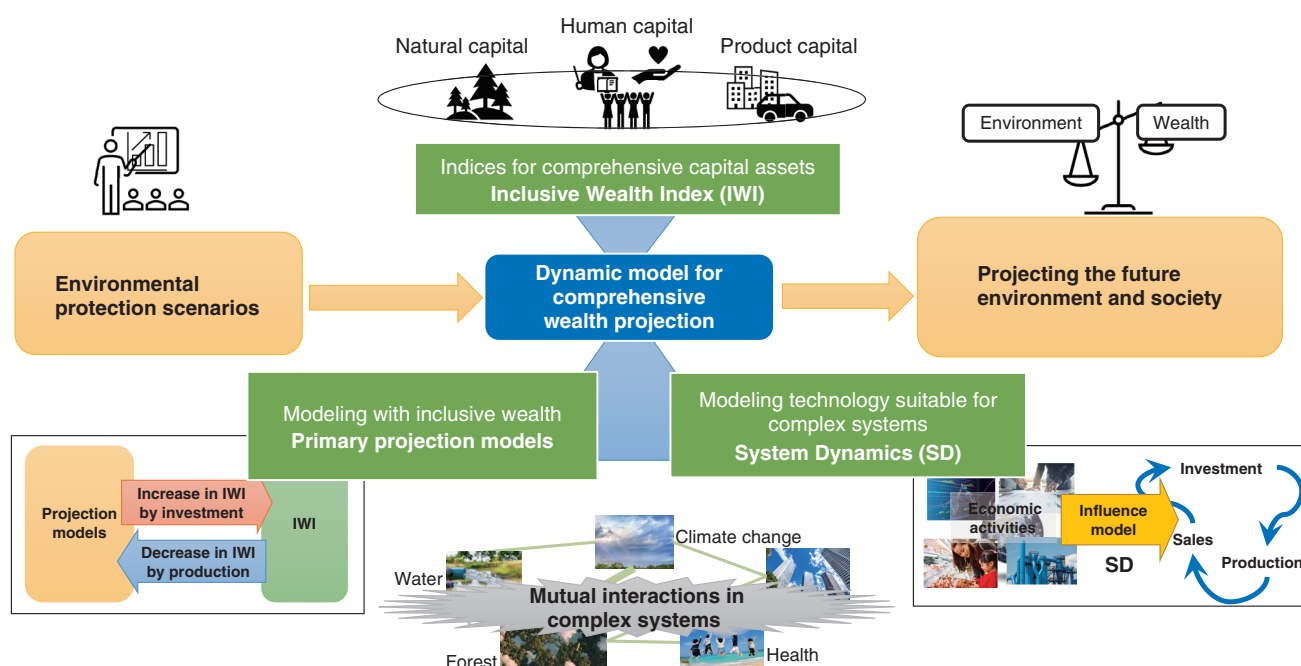 Human capital
Natural capital
Product capital
Environment
Wealth
Indices for comprehensive capital assets
Inclusive Wealth Index (IWI)
Environmental
protection scenarios
Dynamic model for
comprehensive
wealth projection
Projecting the future
environment and society
Modeling with inclusive wealth
Primary projection models
Modeling technology suitable for
complex systems
System Dynamics (SD)
Projection
models
Increase in IWI
by investment
Decrease in IWI
by production
IWI
Climate change
Water
Mutual interactions in
complex systems
Forest
Health
Economic
activities
Influence
model
SD
Investment
Sales
Production